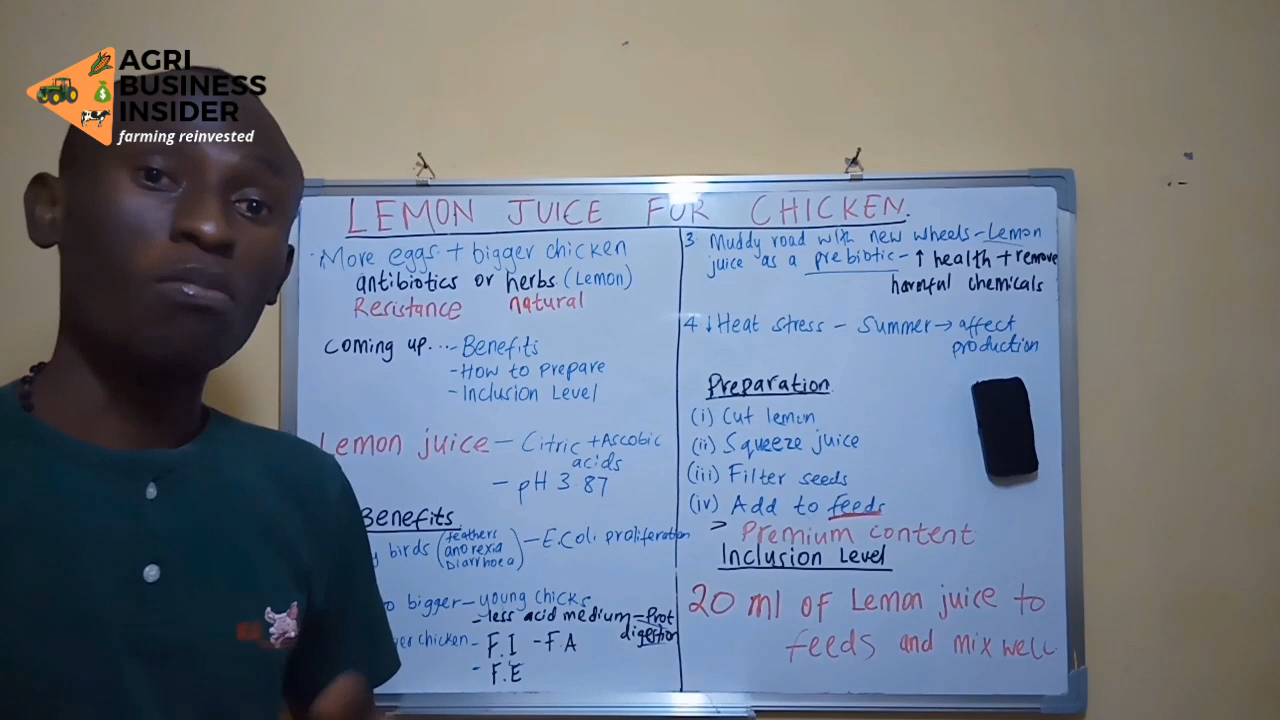 AGRI
BUSINESS
INSIDER
farming reinvested
LEMON JUICE FOR CHICKEN.
More eggs + bigger chicken
antibiotics or herbs (Lemon)
Resistance natural
Coming up.... - Benefits
- How to prepare
- Inclusion Level
Lemon juice - Citric + Ascobic
acids
- pH 3.87
Benefits
birds (feathers
anorexia
Diarrhoea) - E.Coli proliferation
bigger - young chicks
- less acid medium = Prot
digestion
chicken - F.I - F A
- F.E
3 Muddy road with new wheels - Lemon
juice as a prebiotic - ↑ health + remove
harmful chemicals
4 ↓ Heat stress - Summer → affect
production
Preparation
(i) Cut lemon
(ii) Squeeze juice
(iii) Filter seeds
(iv) Add to feeds
> Premium content
Inclusion Level
20 ml of Lemon juice to
feeds and mix well.